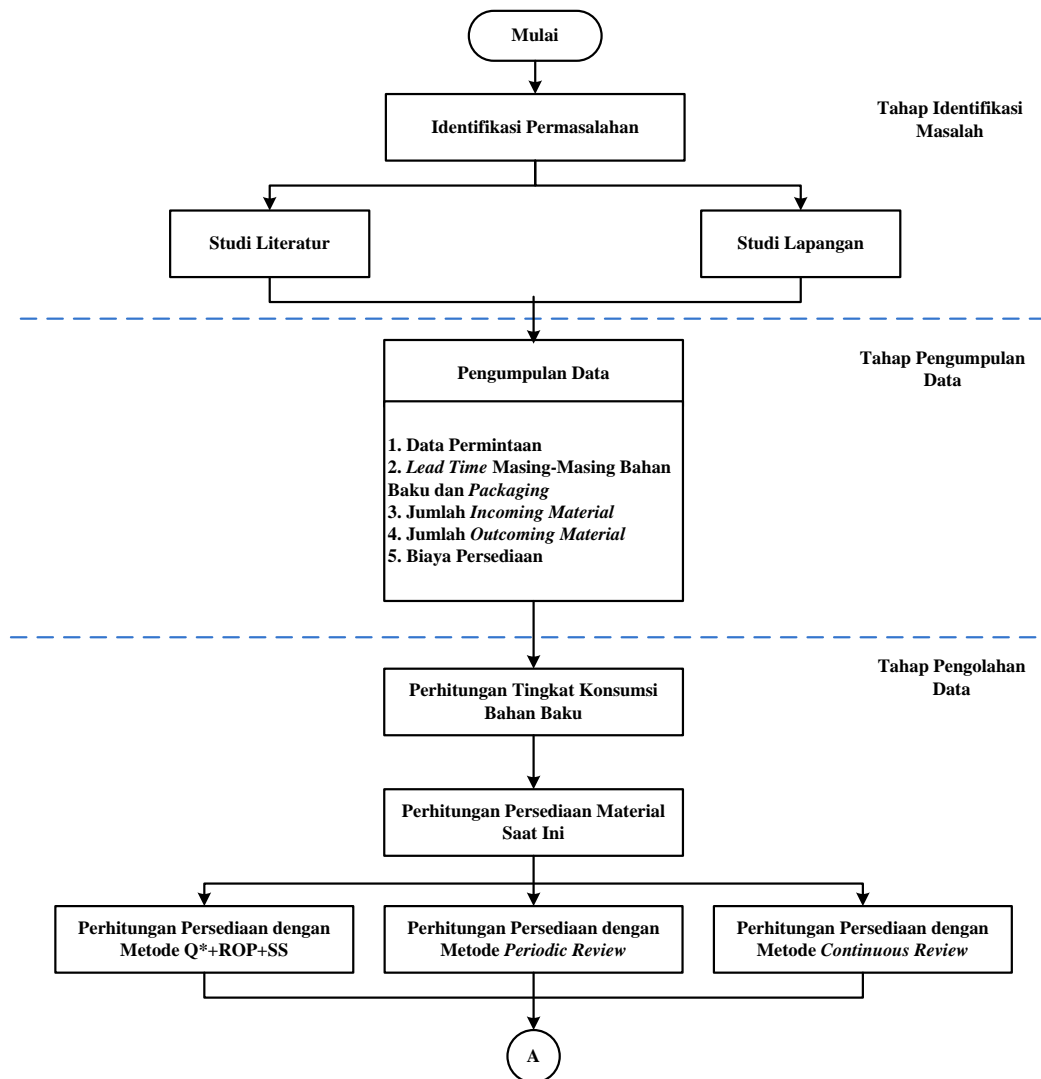 Mulai
Identifikasi Permasalahan
Tahap Identifikasi
Masalah
Studi Literatur
Studi Lapangan
Pengumpulan Data
Tahap Pengumpulan
Data
1. Data Permintaan
2. Lead Time Masing-Masing Bahan
Baku dan Packaging
3. Jumlah Incoming Material
4. Jumlah Outcoming Material
5. Biaya Persediaan
Tahap Pengolahan
Data
Perhitungan Tingkat Konsumsi
Bahan Baku
Perhitungan Persediaan Material
Saat Ini
Perhitungan Persediaan dengan
Metode Q*+ROP+SS
Perhitungan Persediaan dengan
Metode Periodic Review
Perhitungan Persediaan dengan
Metode Continuous Review
A